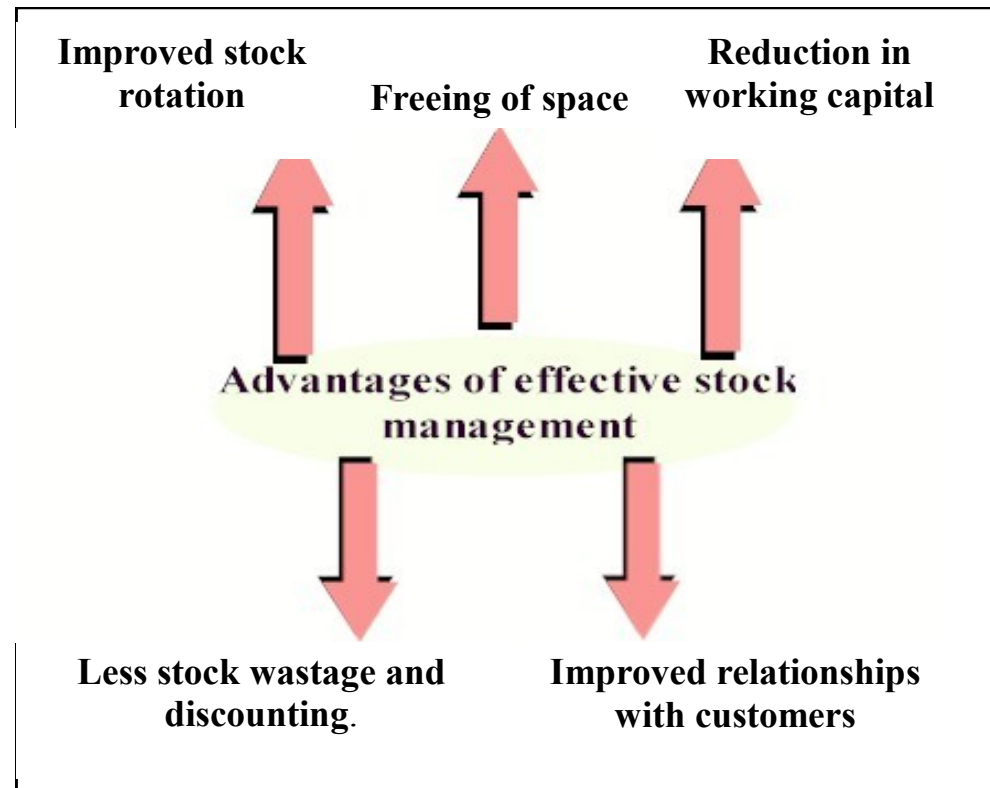 Improved stock
rotation
Freeing of space
Reduction in
working capital
Advantages of effective stock
management
Less stock wastage and
discounting.
Improved relationships
with customers